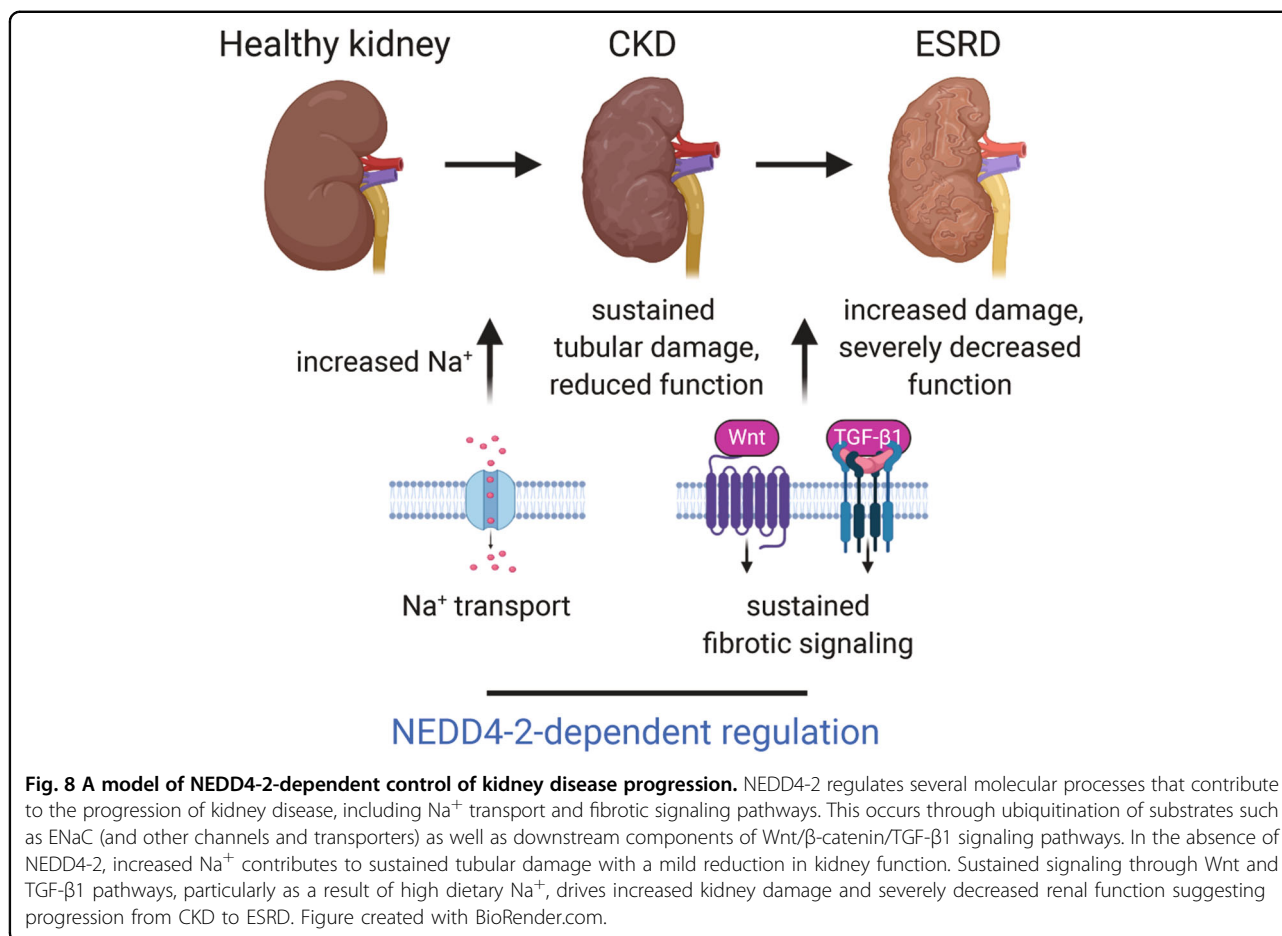 Healthy kidney CKD ESRD
increased Na⁺
sustained
tubular damage,
reduced function
increased damage,
severely decreased
function
Wnt
TGF-β1
Na⁺ transport
sustained
fibrotic signaling
NEDD4-2-dependent regulation
Fig. 8 A model of NEDD4-2-dependent control of kidney disease progression. NEDD4-2 regulates several molecular processes that contribute
to the progression of kidney disease, including Na⁺ transport and fibrotic signaling pathways. This occurs through ubiquitination of substrates such
as ENaC (and other channels and transporters) as well as downstream components of Wnt/β-catenin/TGF-β1 signaling pathways. In the absence of
NEDD4-2, increased Na⁺ contributes to sustained tubular damage with a mild reduction in kidney function. Sustained signaling through Wnt and
TGF-β1 pathways, particularly as a result of high dietary Na⁺, drives increased kidney damage and severely decreased renal function suggesting
progression from CKD to ESRD. Figure created with BioRender.com.